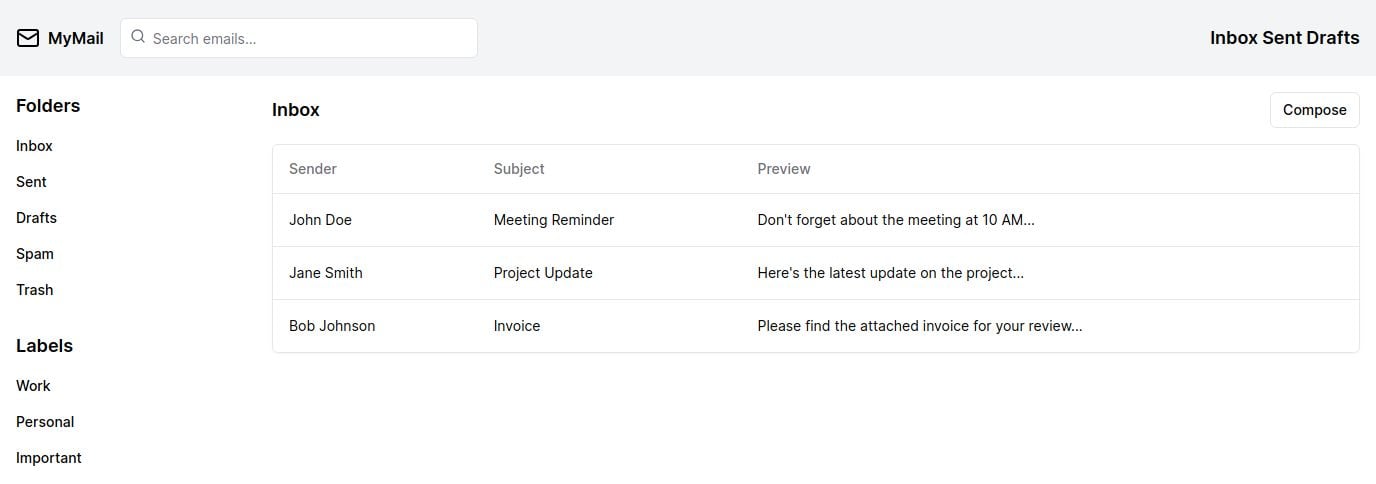 MyMail
Search emails...
Inbox Sent Drafts
Folders
Inbox
Sent
Drafts
Spam
Trash
Labels
Work
Personal
Important
Inbox
Compose
Sender Subject Preview
John Doe Meeting Reminder Don't forget about the meeting at 10 AM...
Jane Smith Project Update Here's the latest update on the project...
Bob Johnson Invoice Please find the attached invoice for your review...